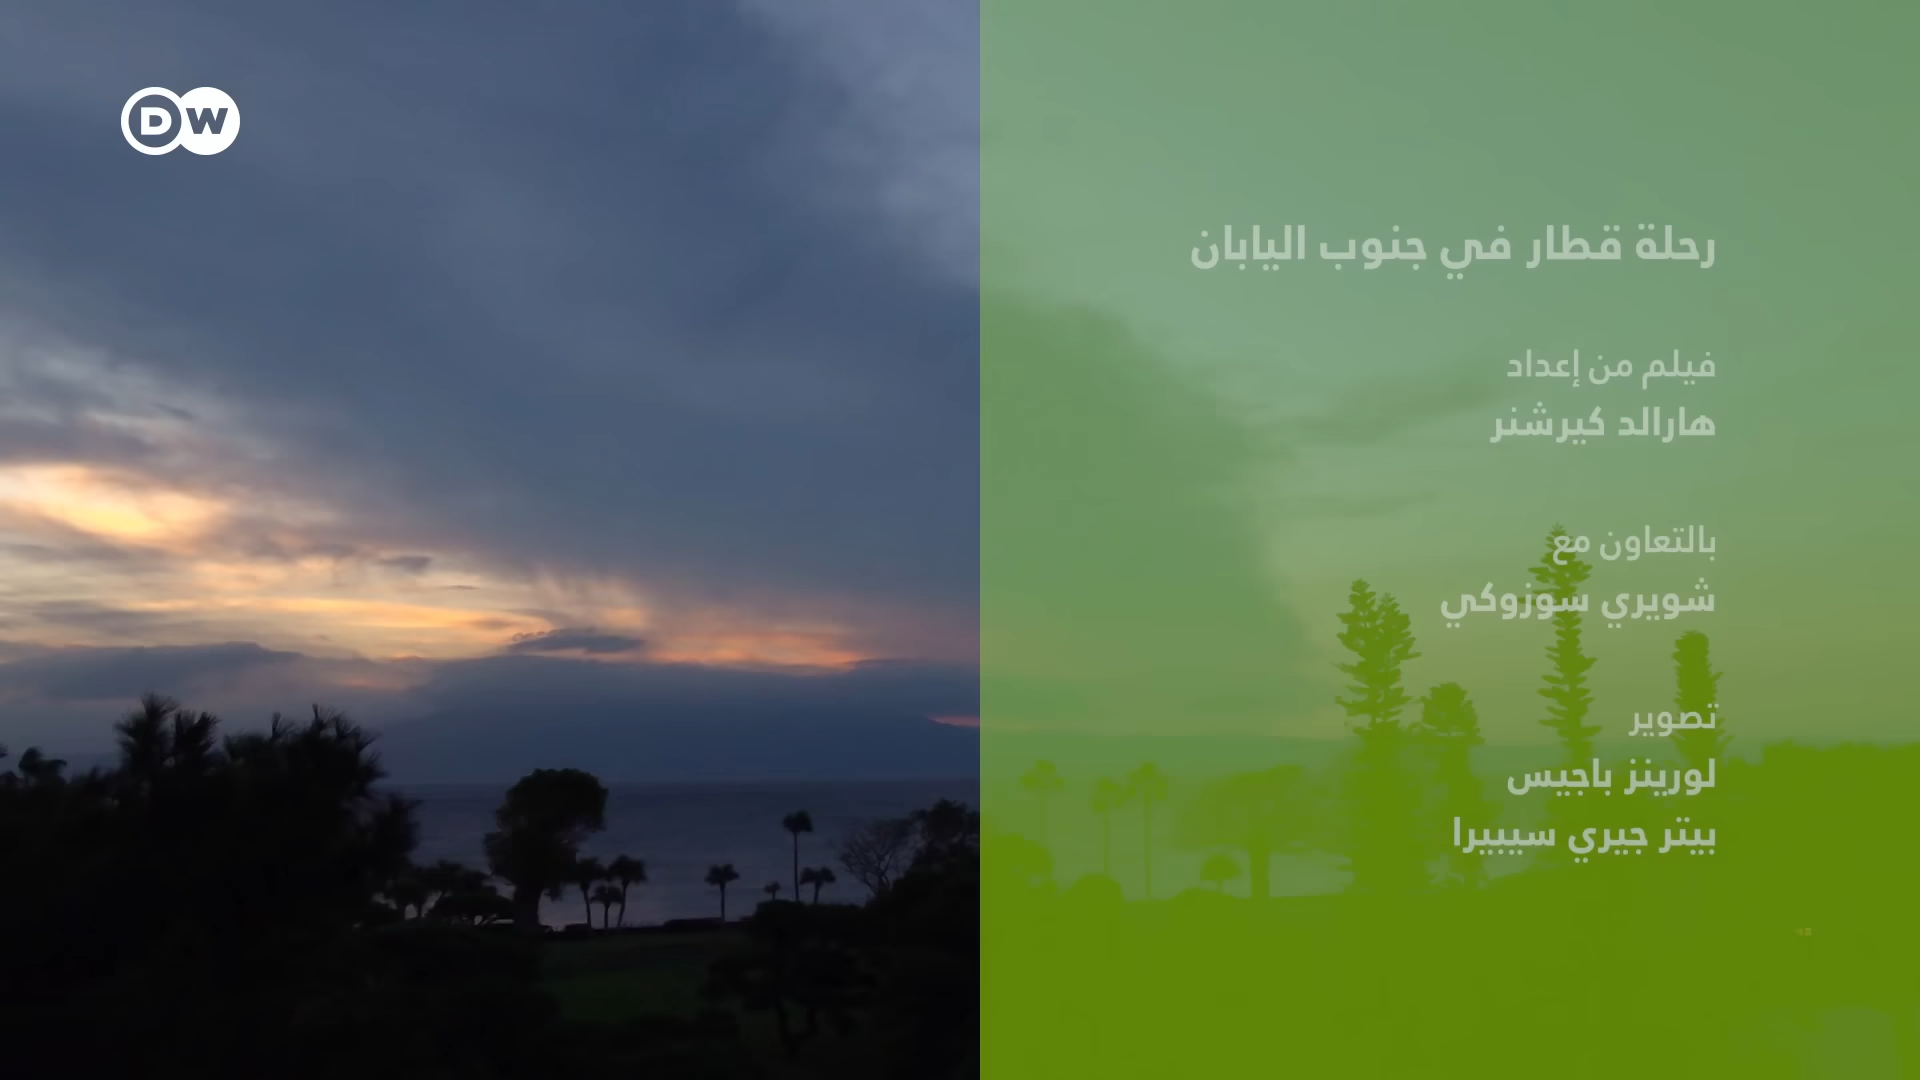 DW
رحلة قطار في جنوب اليابان
فيلم من إعداد
هارالد كيرشنر
بالتعاون مع
شويري سوزوكي
تصوير
لورينز باجيس
بيتر جيري سيبيرا